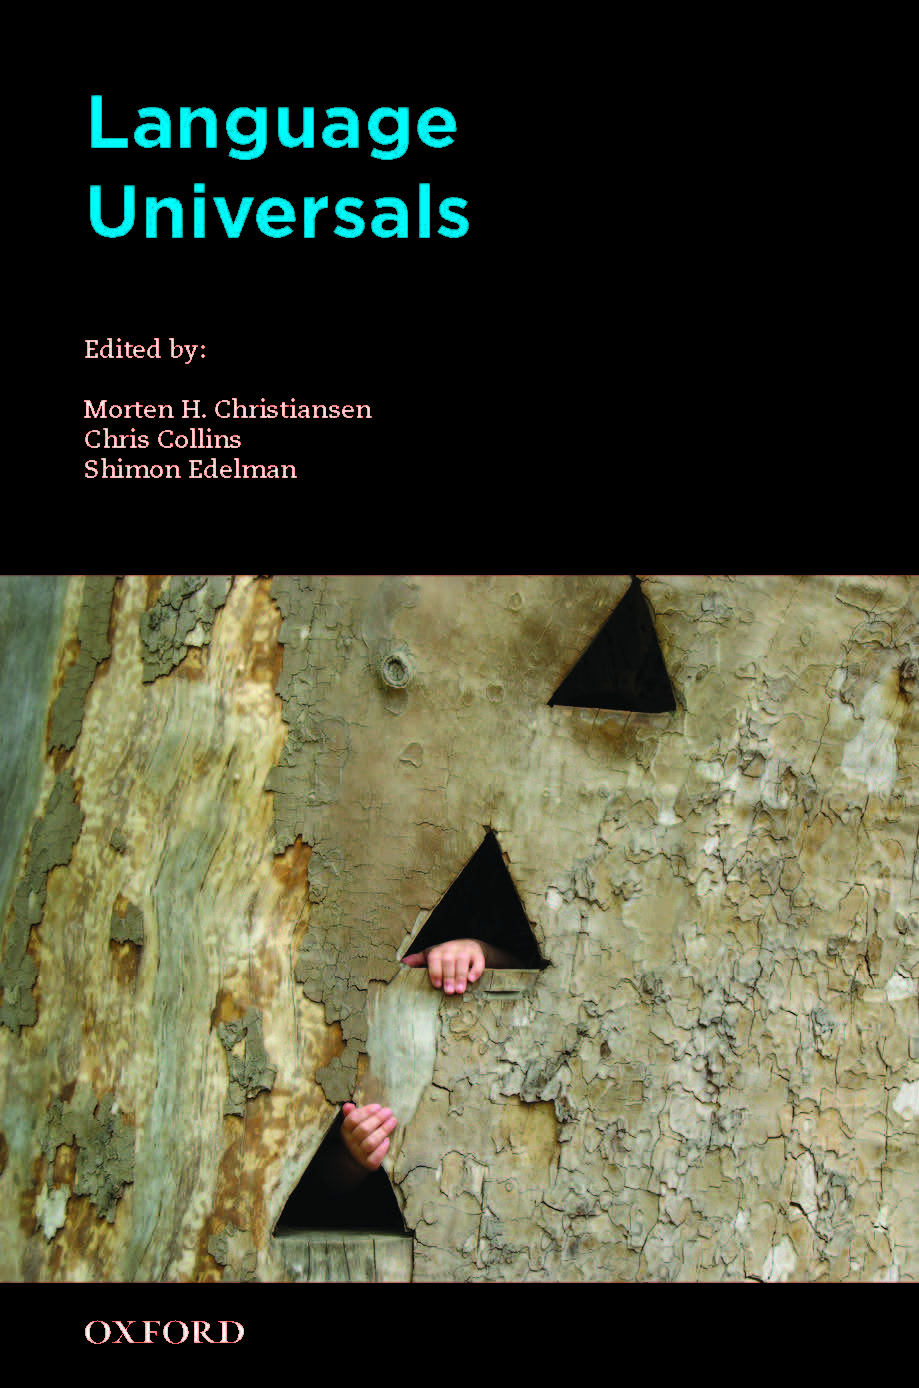 Language
Universals
Edited by:
Morten H. Christiansen
Chris Collins
Shimon Edelman
OXFORD